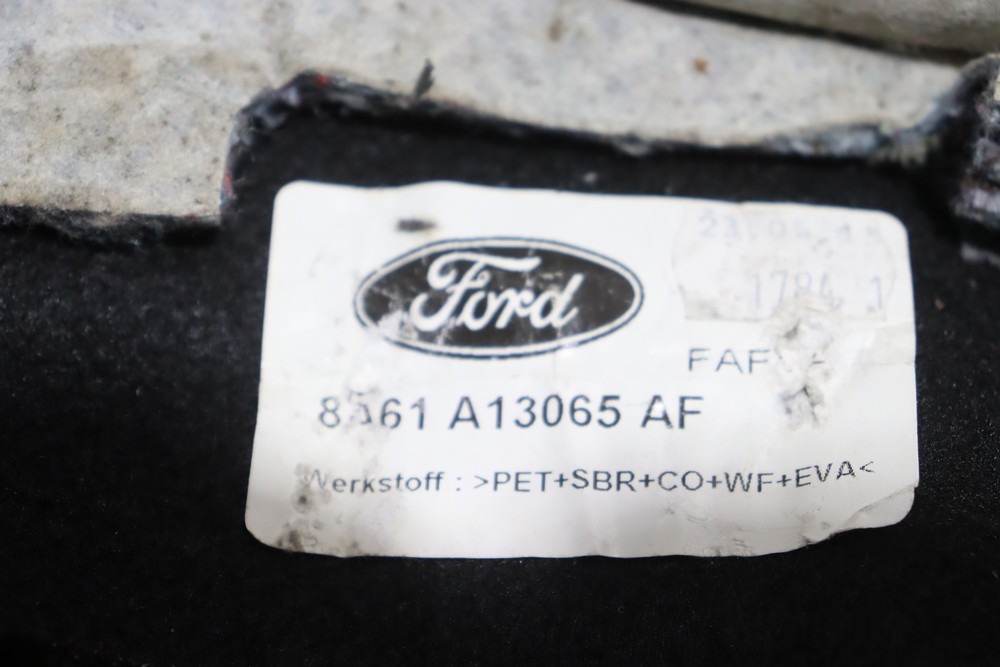 Ford
8A61 A13065 AF
Werkstoff : >PET+SBR+CO+WF+EVA<